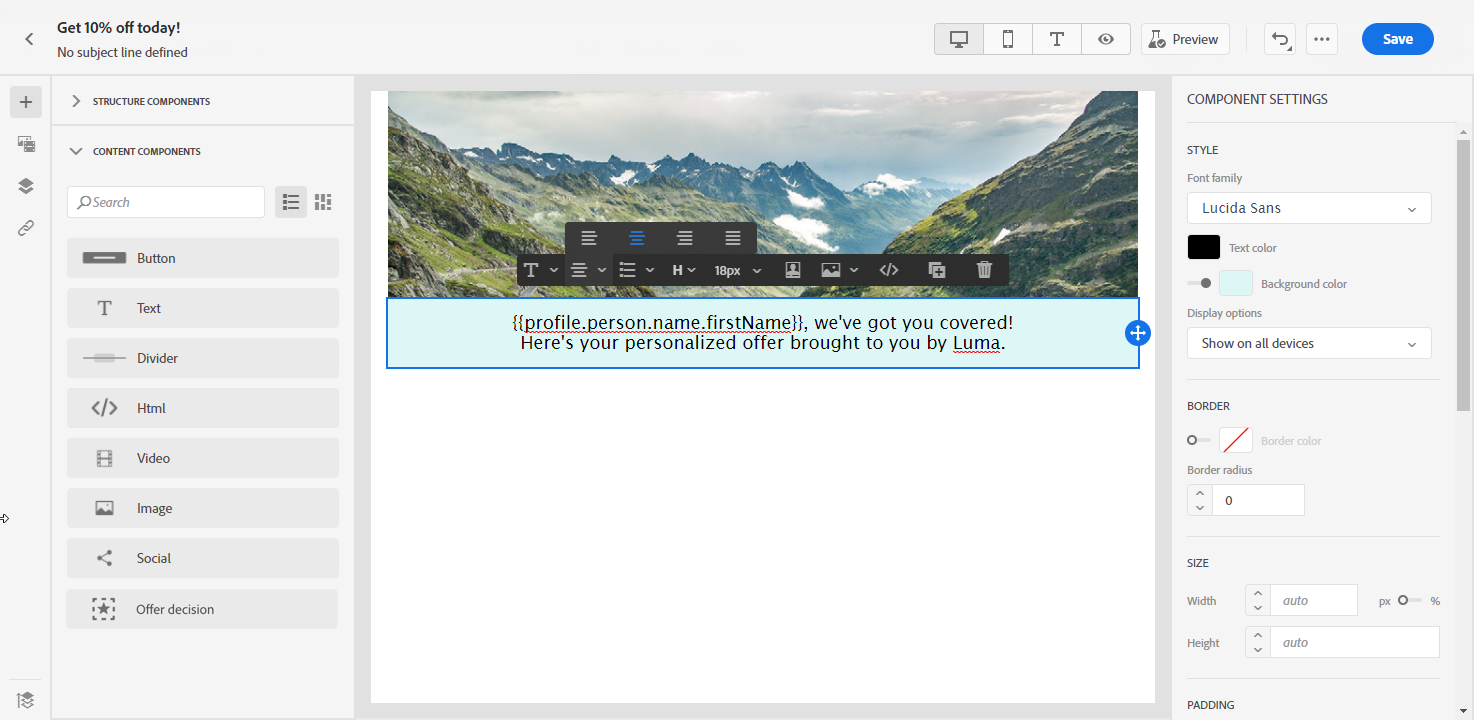 Get 10% off today!
No subject line defined
Preview
Save
STRUCTURE COMPONENTS
CONTENT COMPONENTS
Search
Button
Text
Divider
Html
Video
Image
Social
Offer decision
H
18px
{{profile.person.name.firstName}}, we've got you covered!
Here's your personalized offer brought to you by Luma.
COMPONENT SETTINGS
STYLE
Font family
Lucida Sans
Text color
Background color
Display options
Show on all devices
BORDER
Border color
Border radius
0
SIZE
Width auto px %
Height auto
PADDING